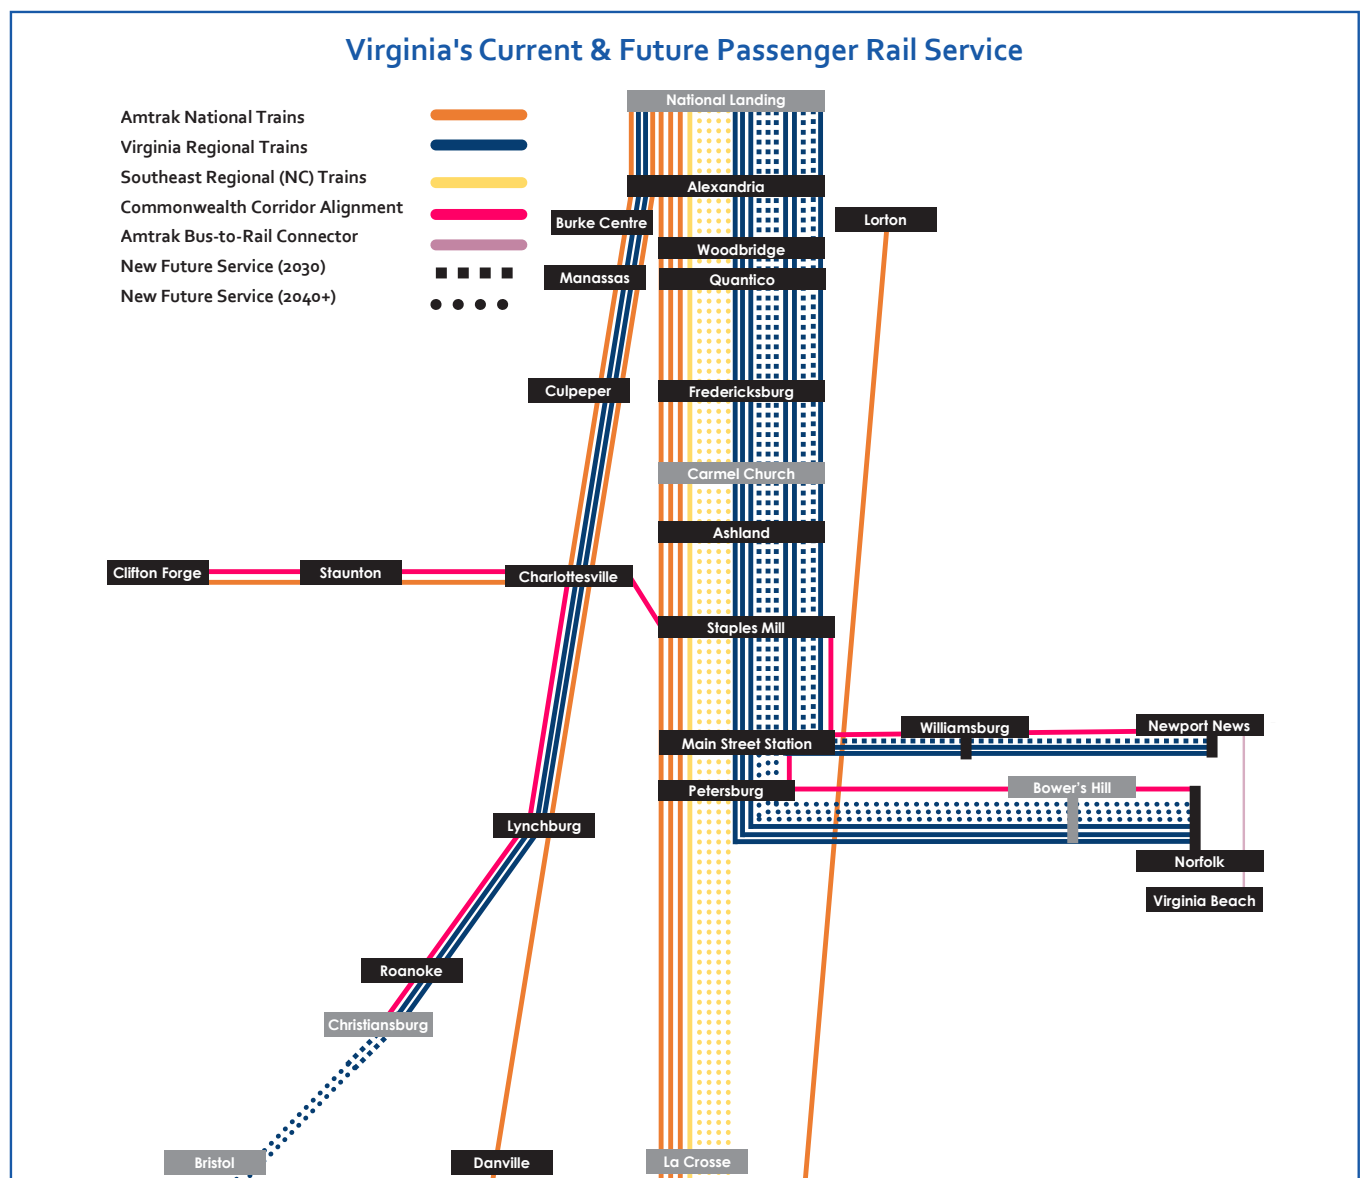 Virginia's Current & Future Passenger Rail Service
Amtrak National Trains
Virginia Regional Trains
Southeast Regional (NC) Trains
Commonwealth Corridor Alignment
Amtrak Bus-to-Rail Connector
New Future Service (2030)
New Future Service (2040+)
National Landing
Alexandria
Burke Centre
Lorton
Woodbridge
Manassas
Quantico
Culpeper
Fredericksburg
Carmel Church
Ashland
Clifton Forge
Staunton
Charlottesville
Staples Mill
Main Street Station
Williamsburg
Newport News
Petersburg
Bower's Hill
Lynchburg
Norfolk
Virginia Beach
Roanoke
Christiansburg
Bristol
Danville
La Crosse